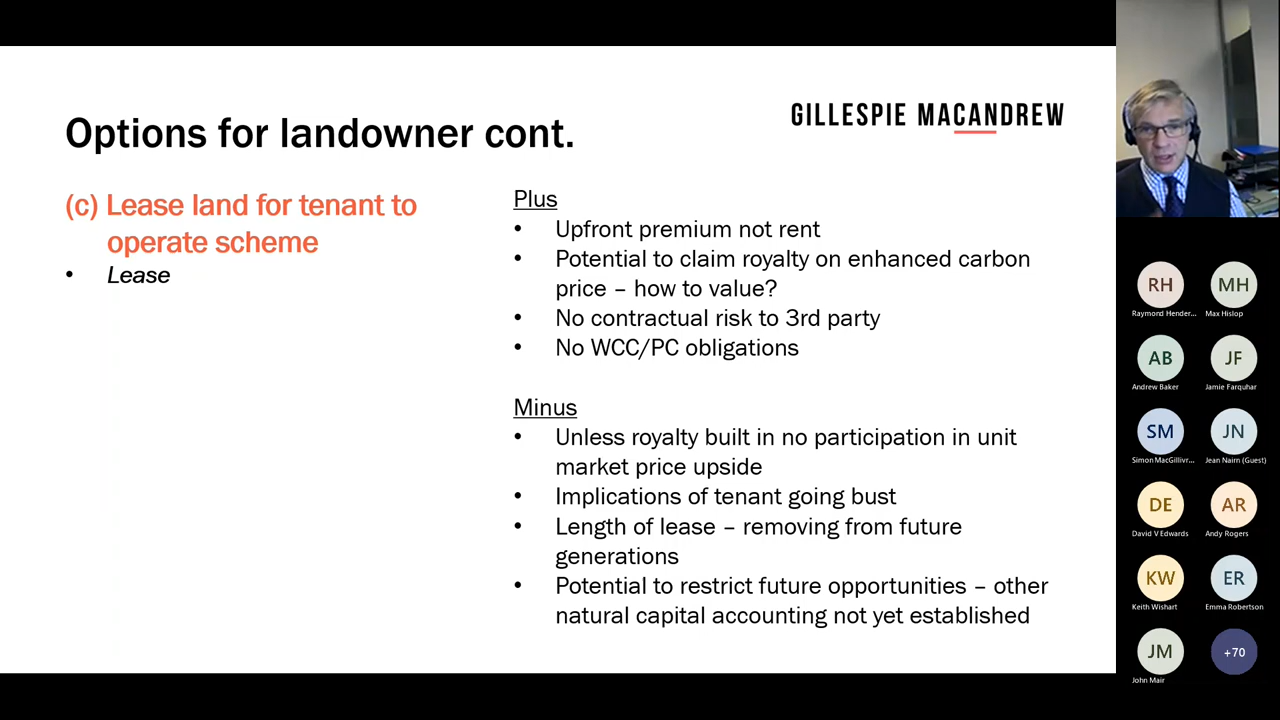 GILLESPIE MACANDREW
Options for landowner cont.
(c) Lease land for tenant to
operate scheme
• Lease
Plus
• Upfront premium not rent
• Potential to claim royalty on enhanced carbon
price – how to value?
• No contractual risk to 3rd party
• No WCC/PC obligations
Minus
• Unless royalty built in no participation in unit
market price upside
• Implications of tenant going bust
• Length of lease – removing from future
generations
• Potential to restrict future opportunities – other
natural capital accounting not yet established
RH
MH
Raymond Hender...
Max Hislop
AB
JF
Andrew Baker
Jamie Farquhar
SM
JN
Simon MacGillivr...
Jean Nairn (Guest)
DE
AR
David V Edwards
Andy Rogers
KW
ER
Keith Wishart
Emma Robertson
JM
+70
John Mair